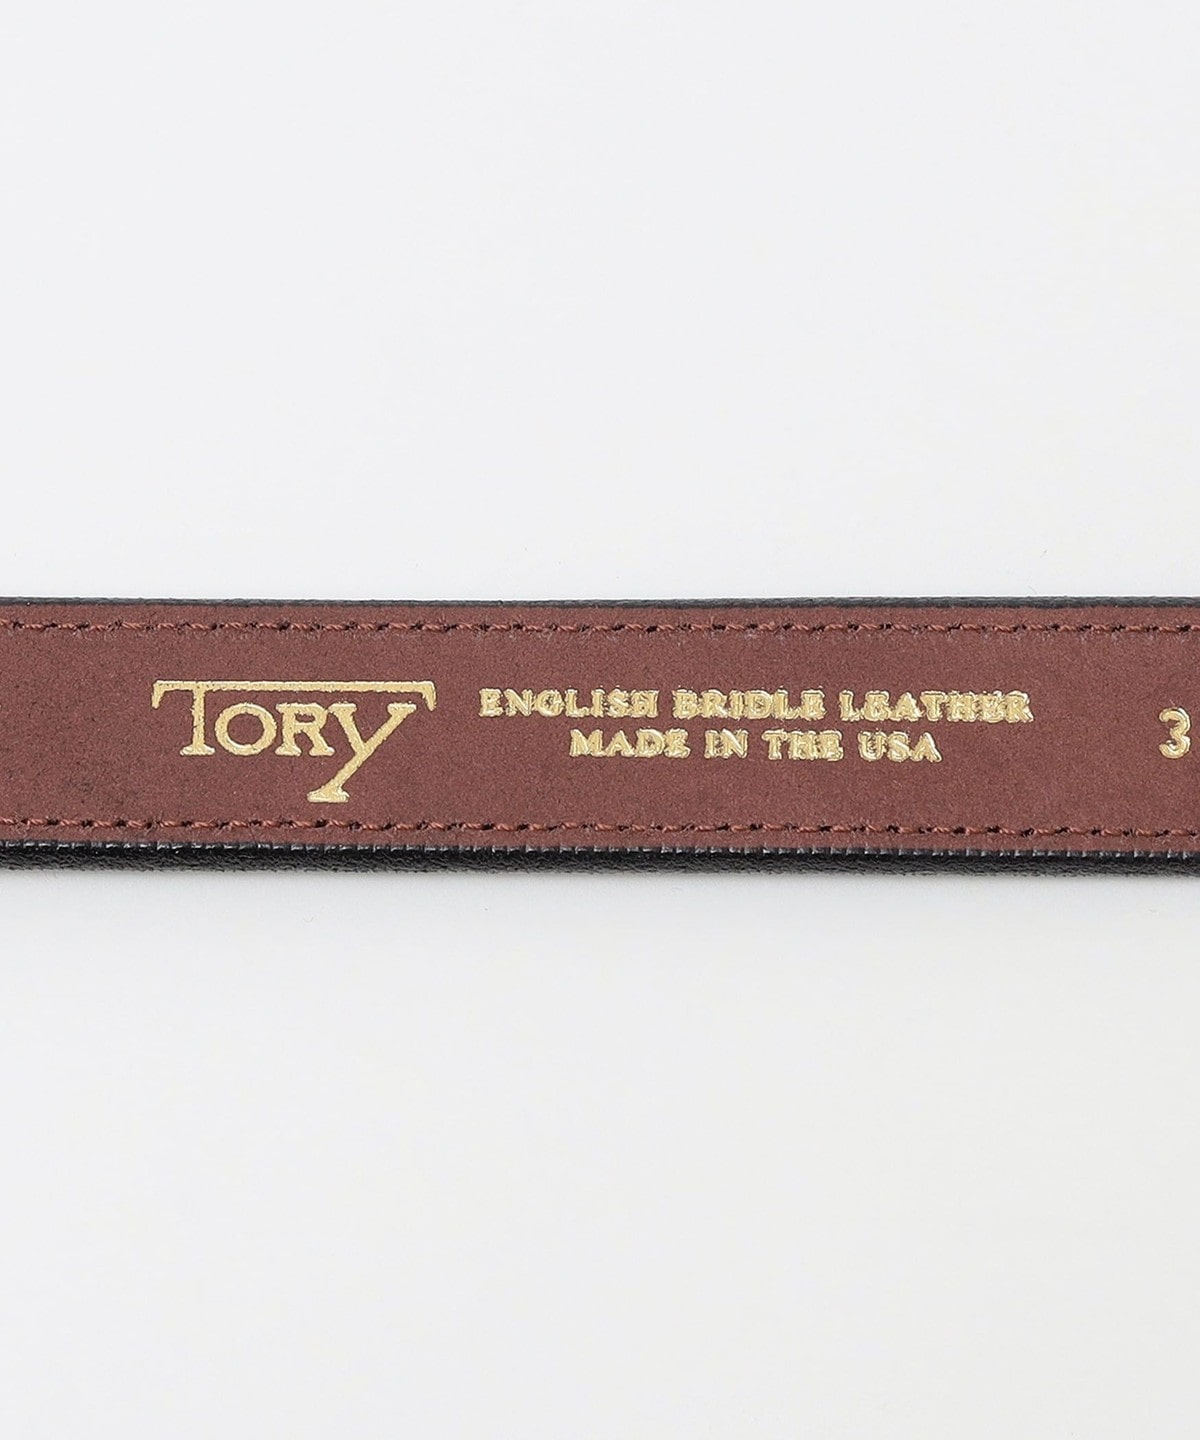 TORY
ENGLISH BRIDLE LEATHER
MADE IN THE USA
3